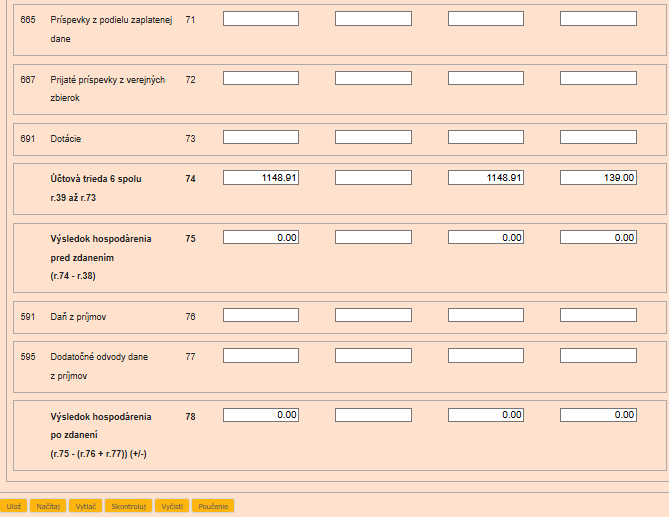 665 Príspevky z podielu zaplatenej 71
dane
667 Prijaté príspevky z verejných 72
zbierok
691 Dotácie 73
Účtová trieda 6 spolu 74 1148.91 1148.91 139.00
r.39 až r.73
Výsledok hospodárenia 75 0.00 0.00 0.00
pred zdanením
(r.74 - r.38)
591 Daň z príjmov 76
595 Dodatočné odvody dane 77
z príjmov
Výsledok hospodárenia 78 0.00 0.00 0.00
po zdanení
(r.75 - (r.76 + r.77)) (+/-)
Ulož Načítaj Vytlač Skontroluj Vyčisti Poučenie